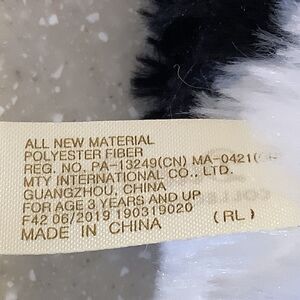 ALL NEW MATERIAL
POLYESTER FIBER
REG. NO. PA-13249(CN) MA-0421(
MTY INTERNATIONAL CO., LTD.
GUANGZHOU, CHINA
FOR AGE 3 YEARS AND UP
F42 06/2019 190319020 (RL)
MADE IN CHINA